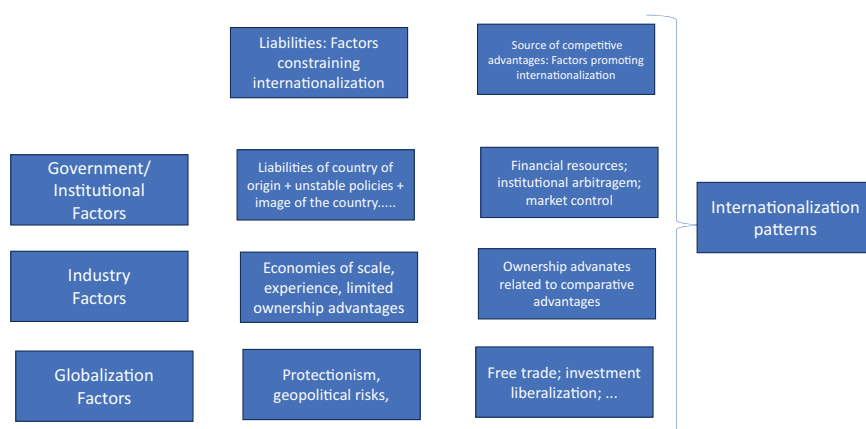 Liabilities: Factors
constraining
internationalization
Source of competitive
advantages: Factors promoting
internationalization
Government/
Institutional
Factors
Liabilities of country of
origin + unstable policies +
image of the country.....
Financial resources;
institutional arbitragem;
market control
Internationalization
patterns
Industry
Factors
Economies of scale,
experience, limited
ownership advantages
Ownership advanates
related to comparative
advantages
Globalization
Factors
Protectionism,
geopolitical risks,
Free trade; investment
liberalization; ...